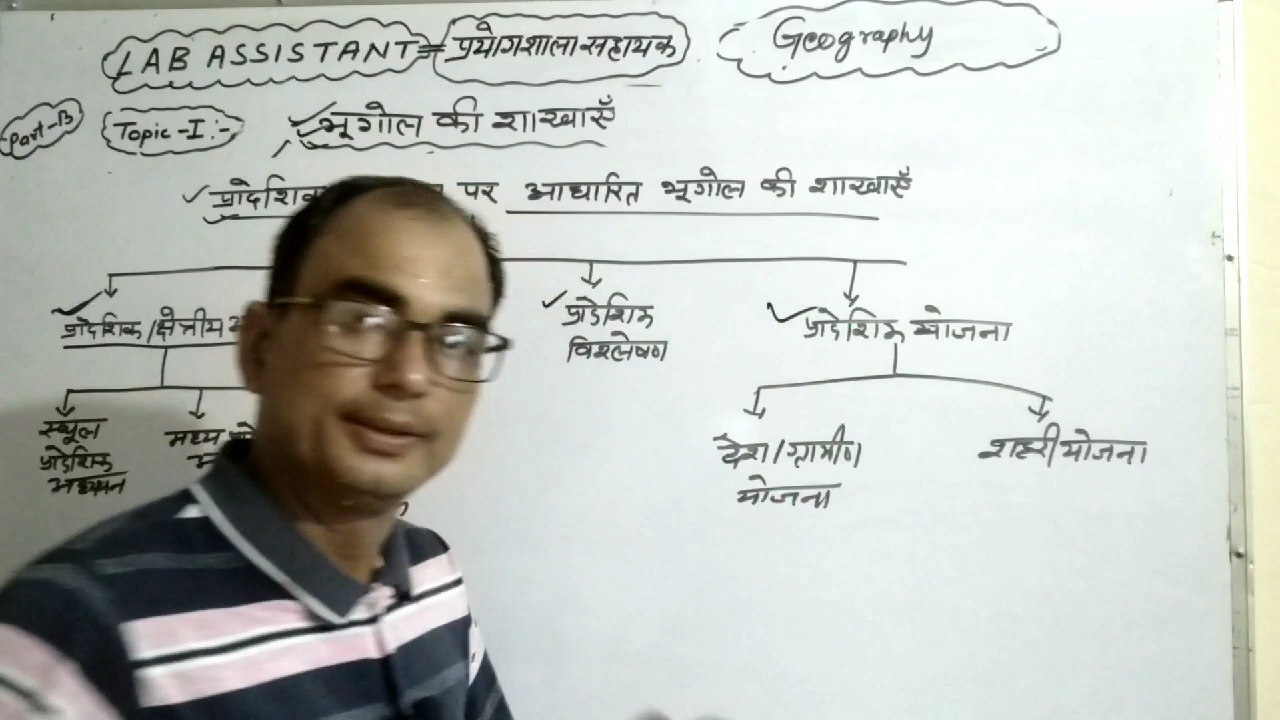 LAB ASSISTANT = प्रयोगशाला सहायक
Geography
Part-B
Topic-I :-
भूगोल की शाखाएँ
पर आधारित भूगोल की शाखाएँ
प्रादेशिक/क्षेत्रीय
प्रादेशिक
विश्लेषण
प्रादेशिक योजना
स्थूल
प्रादेशिक
अध्ययन
मध्य
देश/ग्रामीण
योजना
शहरी योजना